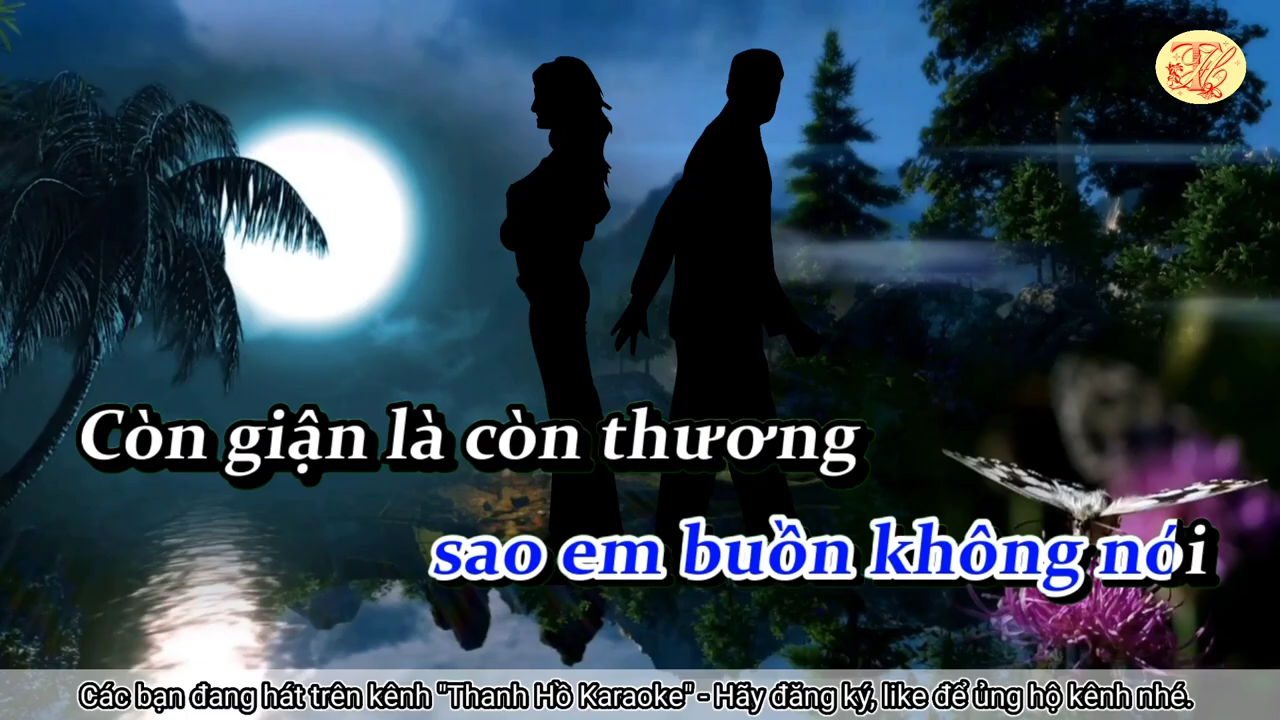 Còn giận là còn thương
sao em buồn không nói
Các bạn đang hát trên kênh "Thanh Hồ Karaoke" - Hãy đăng ký, like để ủng hộ kênh nhé.